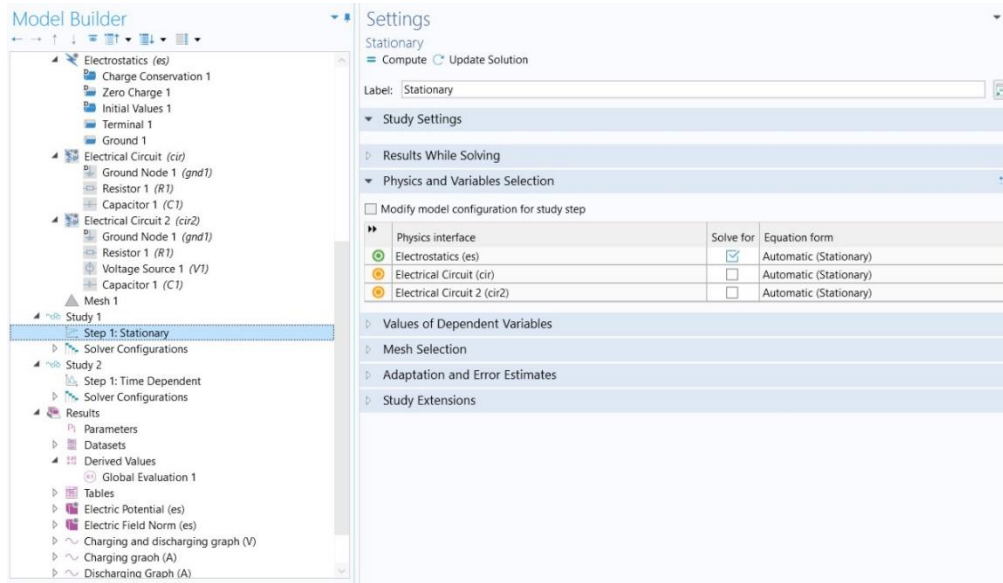 Model Builder
Electrostatics (es)
Charge Conservation 1
Zero Charge 1
Initial Values 1
Terminal 1
Ground 1
Electrical Circuit (cir)
Ground Node 1 (gnd1)
Resistor 1 (R1)
Capacitor 1 (C1)
Electrical Circuit 2 (cir2)
Ground Node 1 (gnd1)
Resistor 1 (R1)
Voltage Source 1 (V1)
Capacitor 1 (C1)
Mesh 1
Study 1
Step 1: Stationary
Solver Configurations
Study 2
Step 1: Time Dependent
Solver Configurations
Results
Parameters
Datasets
Derived Values
Global Evaluation 1
Tables
Electric Potential (es)
Electric Field Norm (es)
Charging and discharging graph (V)
Charging graoh (A)
Discharging Graph (A)
Settings
Stationary
Compute Update Solution
Label: Stationary
Study Settings
Results While Solving
Physics and Variables Selection
Modify model configuration for study step
Physics interface Solve for Equation form
Electrostatics (es) Automatic (Stationary)
Electrical Circuit (cir) Automatic (Stationary)
Electrical Circuit 2 (cir2) Automatic (Stationary)
Values of Dependent Variables
Mesh Selection
Adaptation and Error Estimates
Study Extensions